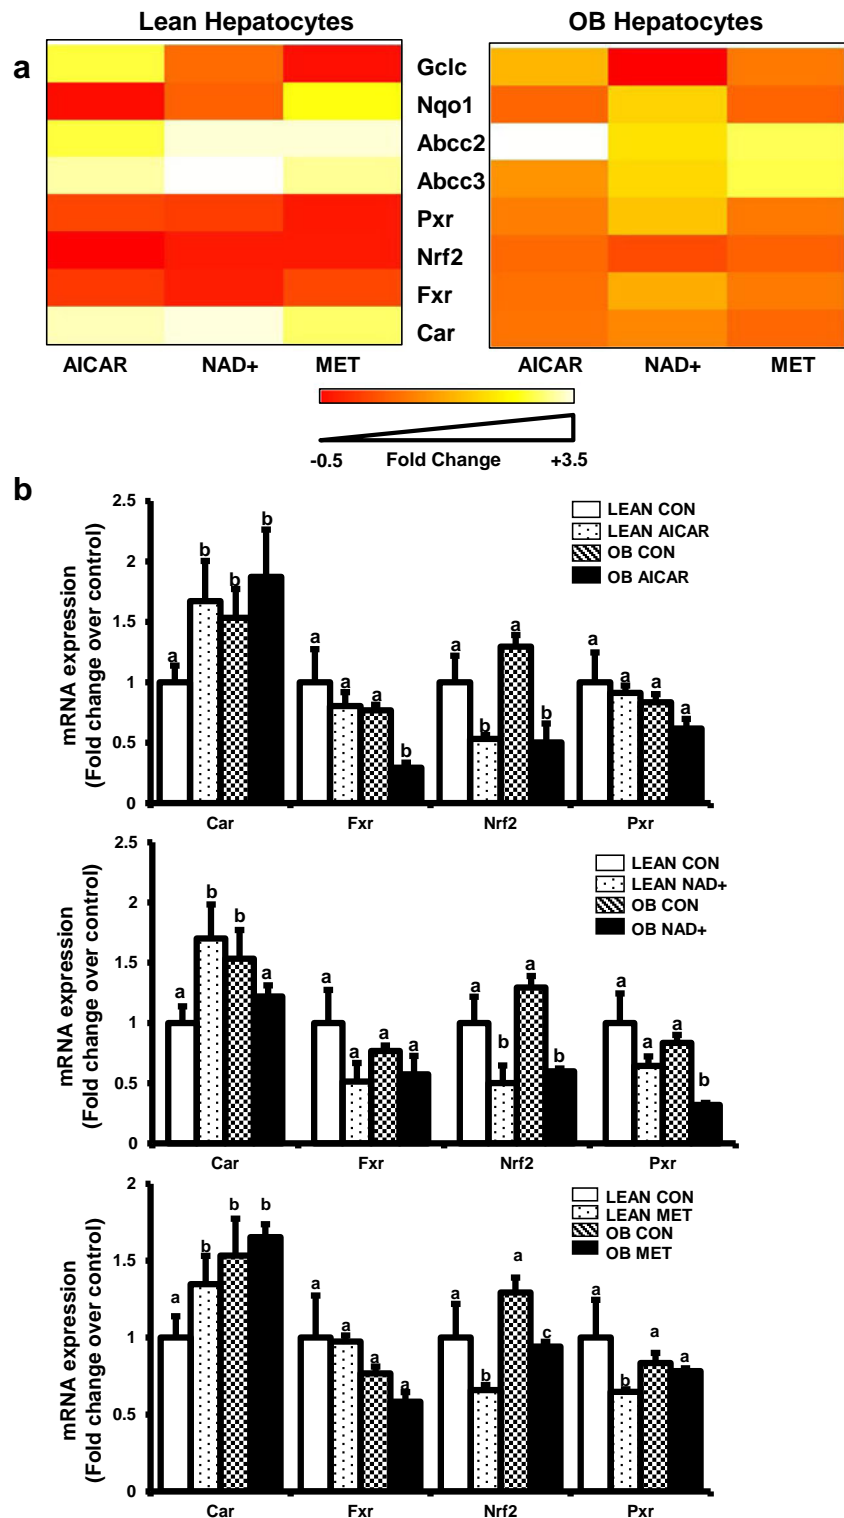 Lean Hepatocytes
OB Hepatocytes
a
Gclc
Nqo1
Abcc2
Abcc3
Pxr
Nrf2
Fxr
Car
AICAR NAD+ MET
AICAR NAD+ MET
-0.5 Fold Change +3.5
b
mRNA expression
(Fold change over control)
2.5
2
1.5
1
0.5
0
LEAN CON
LEAN AICAR
OB CON
OB AICAR
a b b b
a a a b
a b a b
a a a a
Car Fxr Nrf2 Pxr
mRNA expression
(Fold change over control)
2.5
2
1.5
1
0.5
0
LEAN CON
LEAN NAD+
OB CON
OB NAD+
a b b a
a a a a
a b a b
a a a b
Car Fxr Nrf2 Pxr
mRNA expression
(Fold change over control)
2
1.5
1
0.5
0
LEAN CON
LEAN MET
OB CON
OB MET
a b b b
a a a a
a b a c
a b a a
Car Fxr Nrf2 Pxr